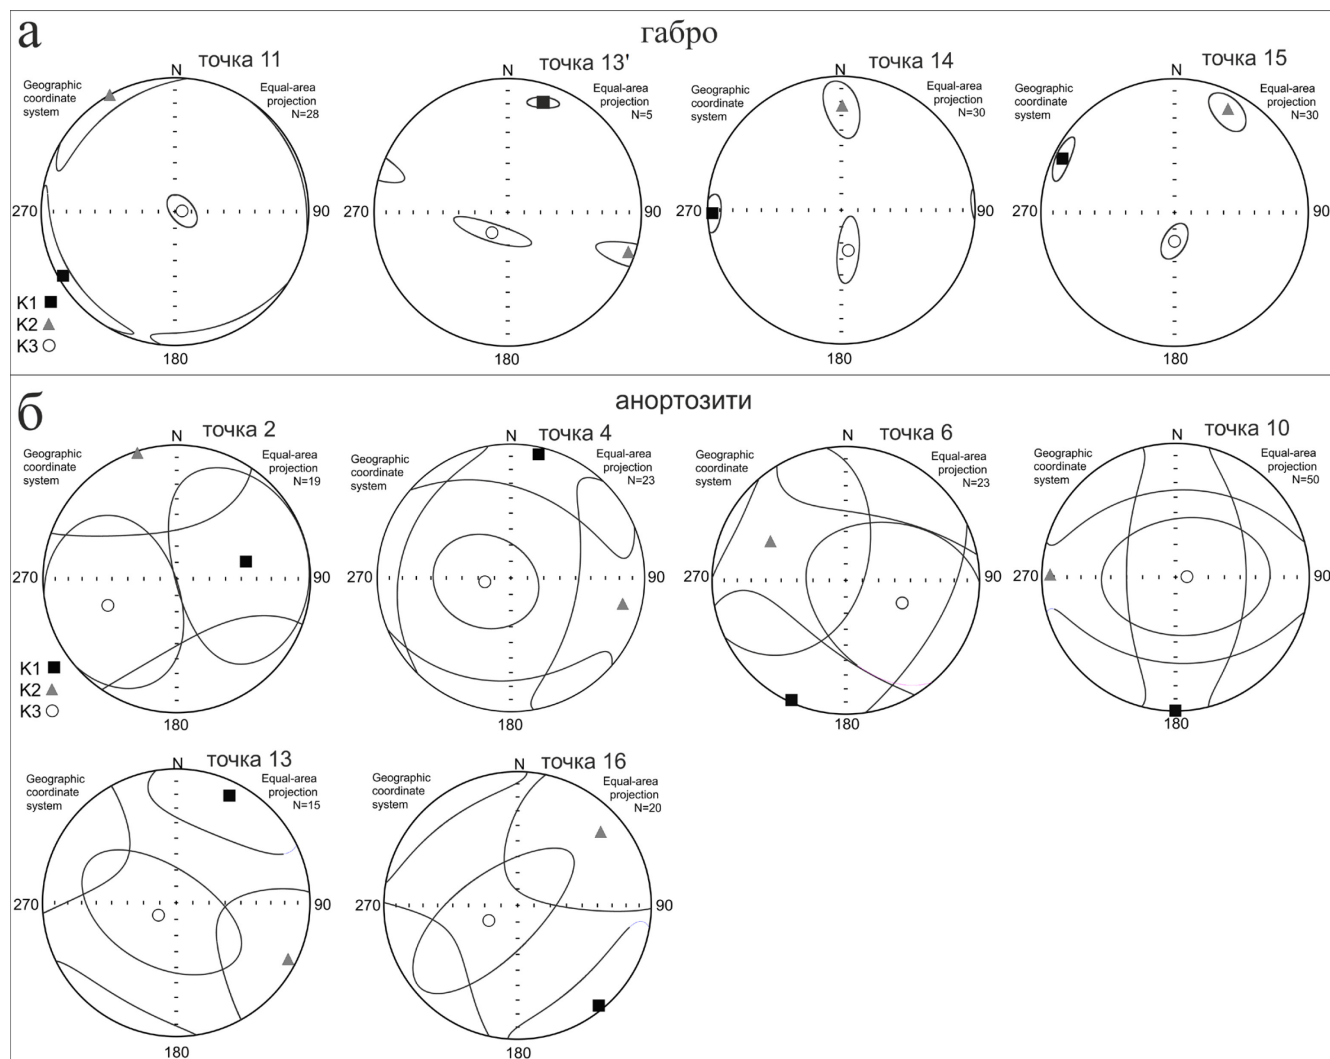 а
габро
точка 11
Geographic
coordinate
system
N
Equal-area
projection
N=28
270
90
180
K1
K2
K3
точка 13'
Geographic
coordinate
system
N
Equal-area
projection
N=5
270
90
180
точка 14
Geographic
coordinate
system
N
Equal-area
projection
N=30
270
90
180
точка 15
Geographic
coordinate
system
N
Equal-area
projection
N=30
270
90
180
б
анортозити
точка 2
Geographic
coordinate
system
N
Equal-area
projection
N=19
270
90
180
K1
K2
K3
точка 4
Geographic
coordinate
system
N
Equal-area
projection
N=23
270
90
180
точка 6
Geographic
coordinate
system
N
Equal-area
projection
N=23
270
90
180
точка 10
Geographic
coordinate
system
N
Equal-area
projection
N=50
270
90
180
точка 13
Geographic
coordinate
system
N
Equal-area
projection
N=15
270
90
180
точка 16
Geographic
coordinate
system
N
Equal-area
projection
N=20
270
90
180